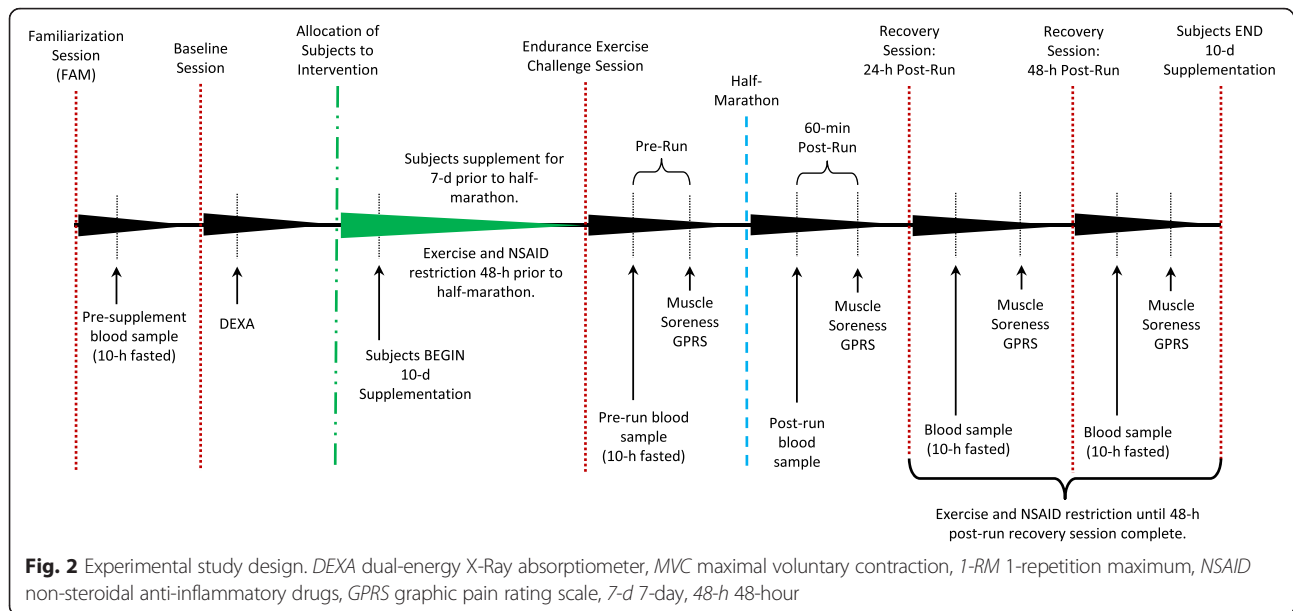 Familiarization
Session
(FAM)
Baseline
Session
Allocation of
Subjects to
Intervention
Endurance Exercise
Challenge Session
Half-
Marathon
Recovery
Session:
24-h Post-Run
Recovery
Session:
48-h Post-Run
Subjects END
10-d
Supplementation
Subjects supplement for
7-d prior to half-
marathon.
Pre-Run
60-min
Post-Run
Exercise and NSAID
restriction 48-h prior to
half-marathon.
Pre-supplement
blood sample
(10-h fasted)
DEXA
Subjects BEGIN
10-d
Supplementation
Pre-run blood
sample
(10-h fasted)
Muscle
Soreness
GPRS
Post-run
blood
sample
Muscle
Soreness
GPRS
Blood sample
(10-h fasted)
Muscle
Soreness
GPRS
Blood sample
(10-h fasted)
Muscle
Soreness
GPRS
Exercise and NSAID restriction until 48-h
post-run recovery session complete.
Fig. 2 Experimental study design. DEXA dual-energy X-Ray absorptiometer, MVC maximal voluntary contraction, 1-RM 1-repetition maximum, NSAID
non-steroidal anti-inflammatory drugs, GPRS graphic pain rating scale, 7-d 7-day, 48-h 48-hour